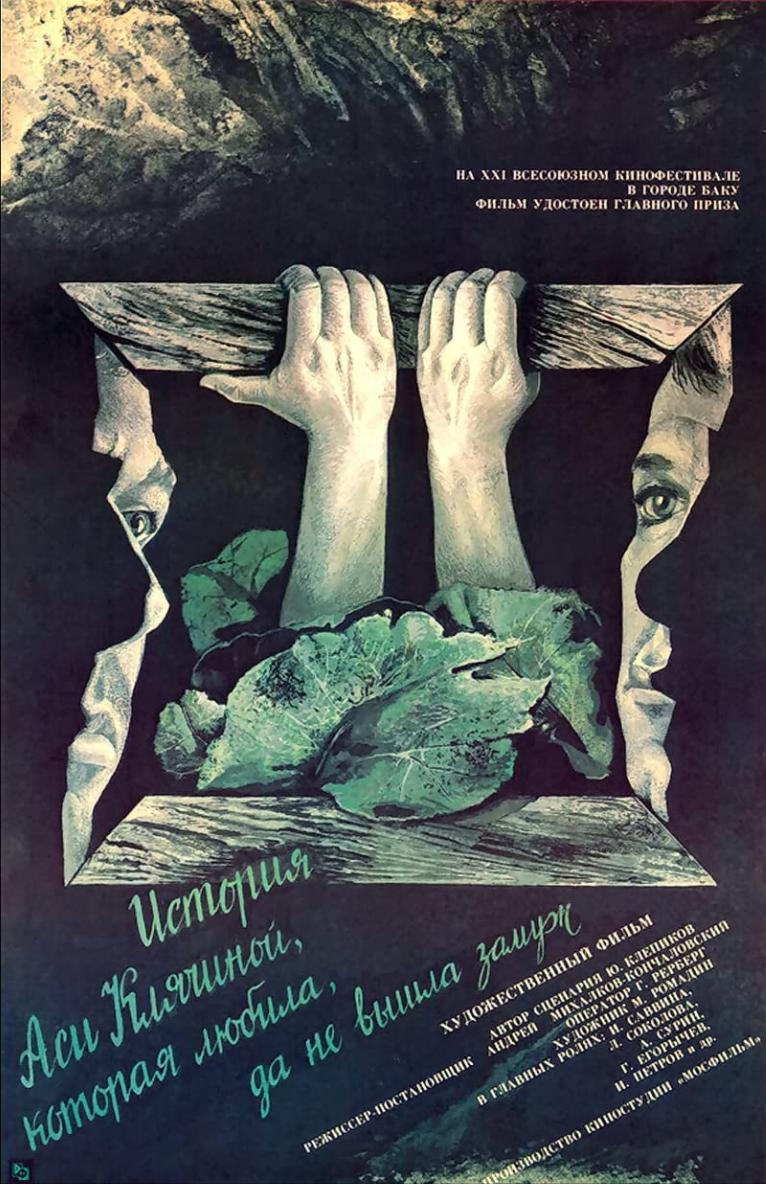 НА XXI ВСЕСОЮЗНОМ КИНОФЕСТИВАЛЕ
В ГОРОДЕ БАКУ
ФИЛЬМ УДОСТОЕН ГЛАВНОГО ПРИЗА
История
Аси Клячиной,
которая любила,
да не вышла замуж
ХУДОЖЕСТВЕННЫЙ ФИЛЬМ
АВТОР СЦЕНАРИЯ Ю. КЛЕПИКОВ
РЕЖИССЕР-ПОСТАНОВЩИК АНДРЕЙ МИХАЛКОВ-КОНЧАЛОВСКИЙ
ОПЕРАТОР Г. РЕРБЕРГ
ХУДОЖНИК М. РОМАДИН
В ГЛАВНЫХ РОЛЯХ: И. САВВИНА,
Л. СОКОЛОВА,
А. СУРИН,
Г. ЕГОРЫЧЕВ,
И. ПЕТРОВ и др.
ПРОИЗВОДСТВО КИНОСТУДИИ «МОСФИЛЬМ»